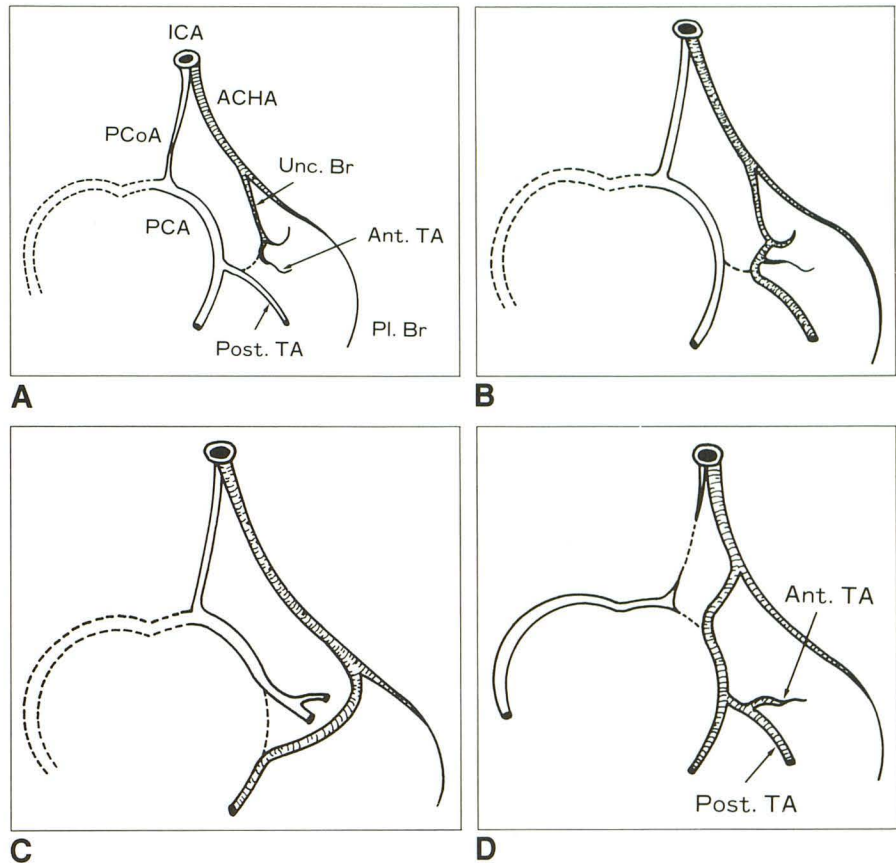 ICA
ACHA
PCoA
Unc. Br
PCA
Ant. TA
Pl. Br
Post. TA
A
B
Ant. TA
Post. TA
C
D